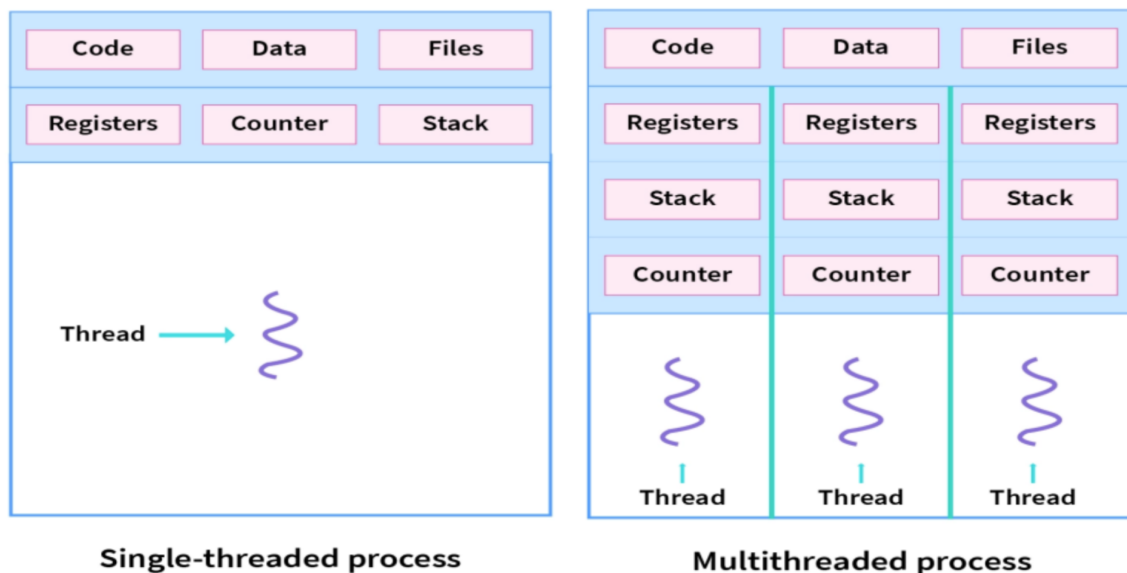 Code Data Files
Registers Counter Stack
Thread
Single-threaded process
Code Data Files
Registers Registers Registers
Stack Stack Stack
Counter Counter Counter
Thread Thread Thread
Multithreaded process